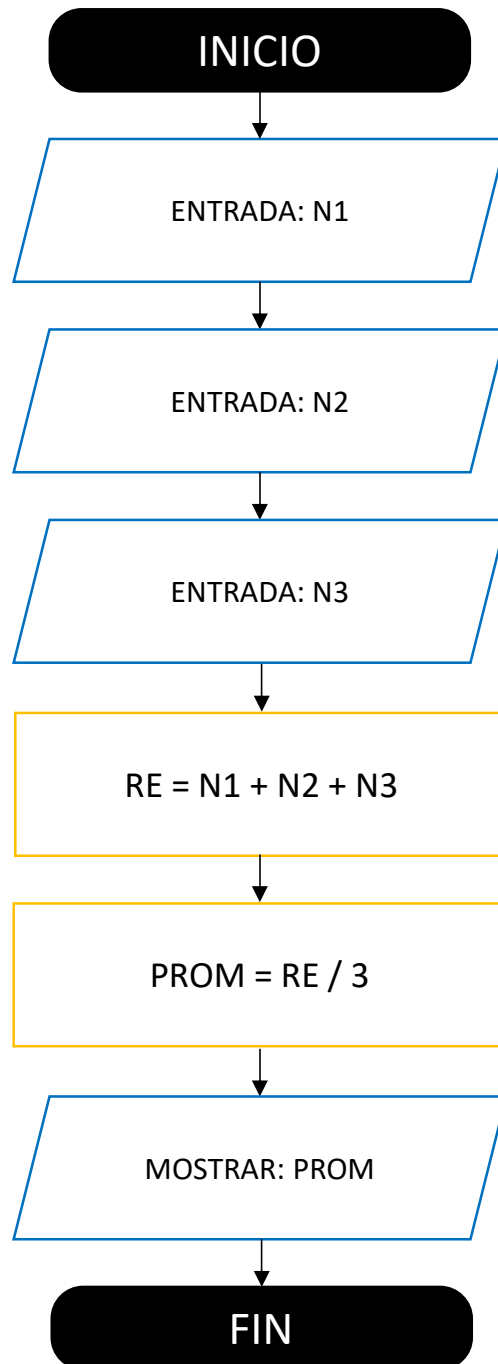 INICIO
ENTRADA: N1
ENTRADA: N2
ENTRADA: N3
RE = N1 + N2 + N3
PROM = RE / 3
MOSTRAR: PROM
FIN